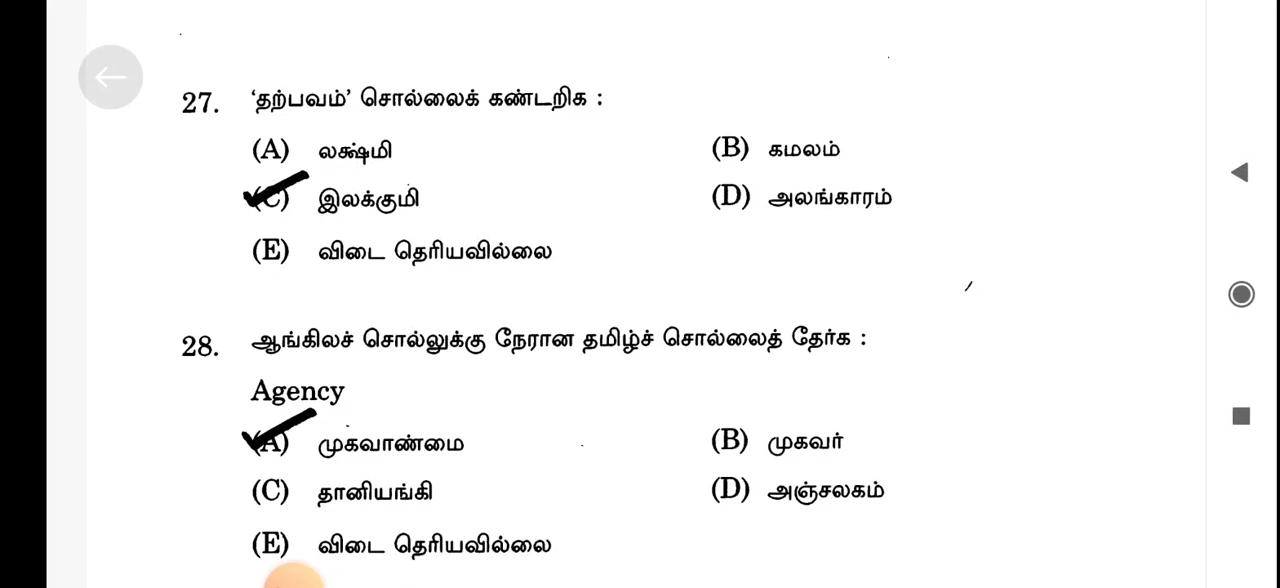 27. 'தற்பவம்' சொல்லைக் கண்டறிக :
(A) லக்ஷ்மி (B) கமலம்
(C) இலக்குமி (D) அலங்காரம்
(E) விடை தெரியவில்லை
28. ஆங்கிலச் சொல்லுக்கு நேரான தமிழ்ச் சொல்லைத் தேர்க :
Agency
(A) முகவாண்மை (B) முகவர்
(C) தானியங்கி (D) அஞ்சலகம்
(E) விடை தெரியவில்லை